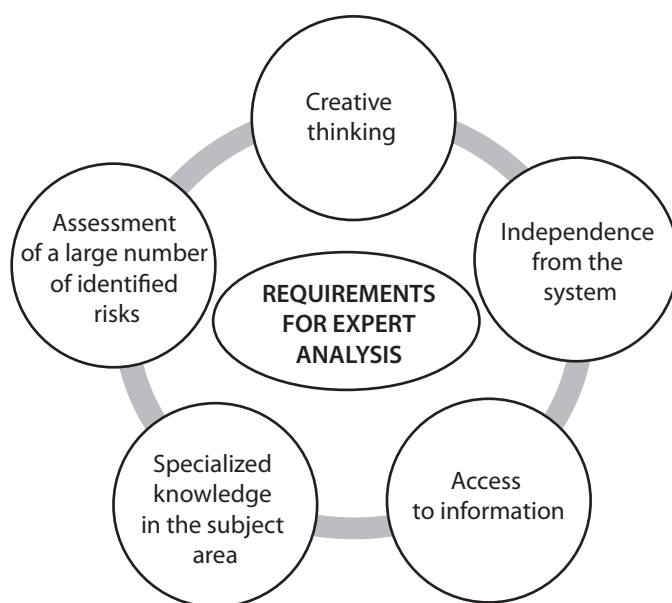 Creative
thinking
Independence
from the
system
Access
to information
Specialized
knowledge
in the subject
area
Assessment
of a large number
of identified
risks
REQUIREMENTS
FOR EXPERT
ANALYSIS